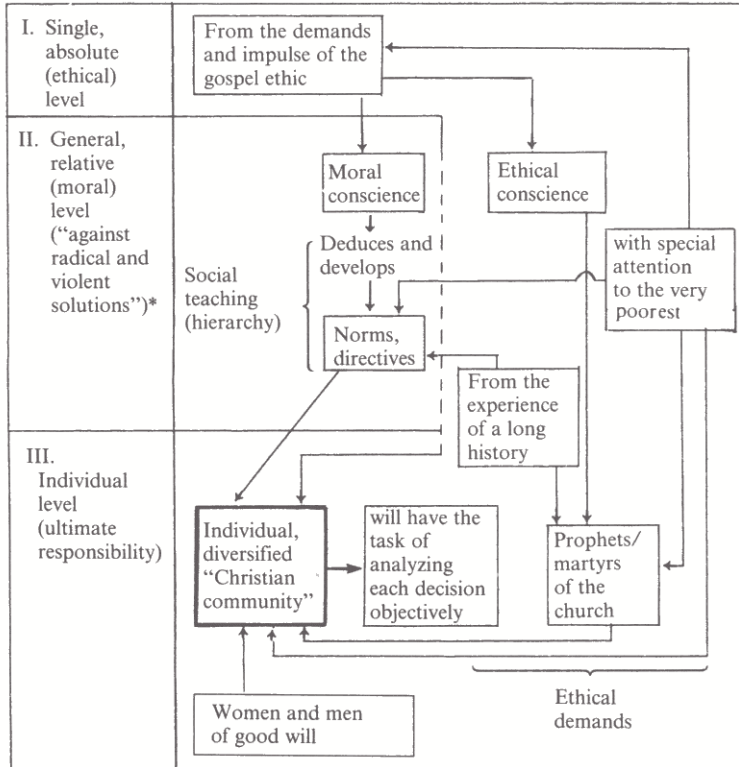 I. Single,
absolute
(ethical)
level
From the demands
and impulse of the
gospel ethic
II. General,
relative
(moral)
level
(“against
radical and
violent
solutions”)*
Social
teaching
(hierarchy)
Moral
conscience
Deduces and
develops
Norms,
directives
Ethical
conscience
with special
attention
to the very
poorest
From the
experience
of a long
history
III.
Individual
level
(ultimate
responsibility)
Individual,
diversified
“Christian
community”
will have the
task of
analyzing
each decision
objectively
Prophets/
martyrs
of the
church
Women and men
of good will
Ethical
demands